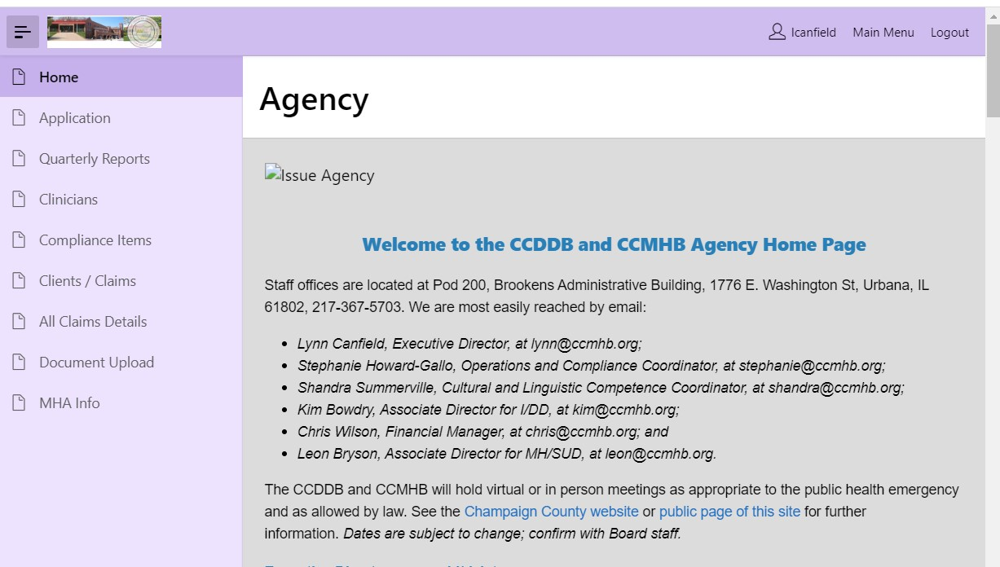 lcanfield Main Menu Logout
Home
Application
Quarterly Reports
Clinicians
Compliance Items
Clients / Claims
All Claims Details
Document Upload
MHA Info
Agency
Issue Agency
Welcome to the CCDDB and CCMHB Agency Home Page
Staff offices are located at Pod 200, Brookens Administrative Building, 1776 E. Washington St, Urbana, IL
61802, 217-367-5703. We are most easily reached by email:
• Lynn Canfield, Executive Director, at lynn@ccmhb.org;
• Stephanie Howard-Gallo, Operations and Compliance Coordinator, at stephanie@ccmhb.org;
• Shandra Summerville, Cultural and Linguistic Competence Coordinator, at shandra@ccmhb.org;
• Kim Bowdry, Associate Director for I/DD, at kim@ccmhb.org;
• Chris Wilson, Financial Manager, at chris@ccmhb.org; and
• Leon Bryson, Associate Director for MH/SUD, at leon@ccmhb.org.
The CCDDB and CCMHB will hold virtual or in person meetings as appropriate to the public health emergency
and as allowed by law. See the Champaign County website or public page of this site for further
information. Dates are subject to change; confirm with Board staff.